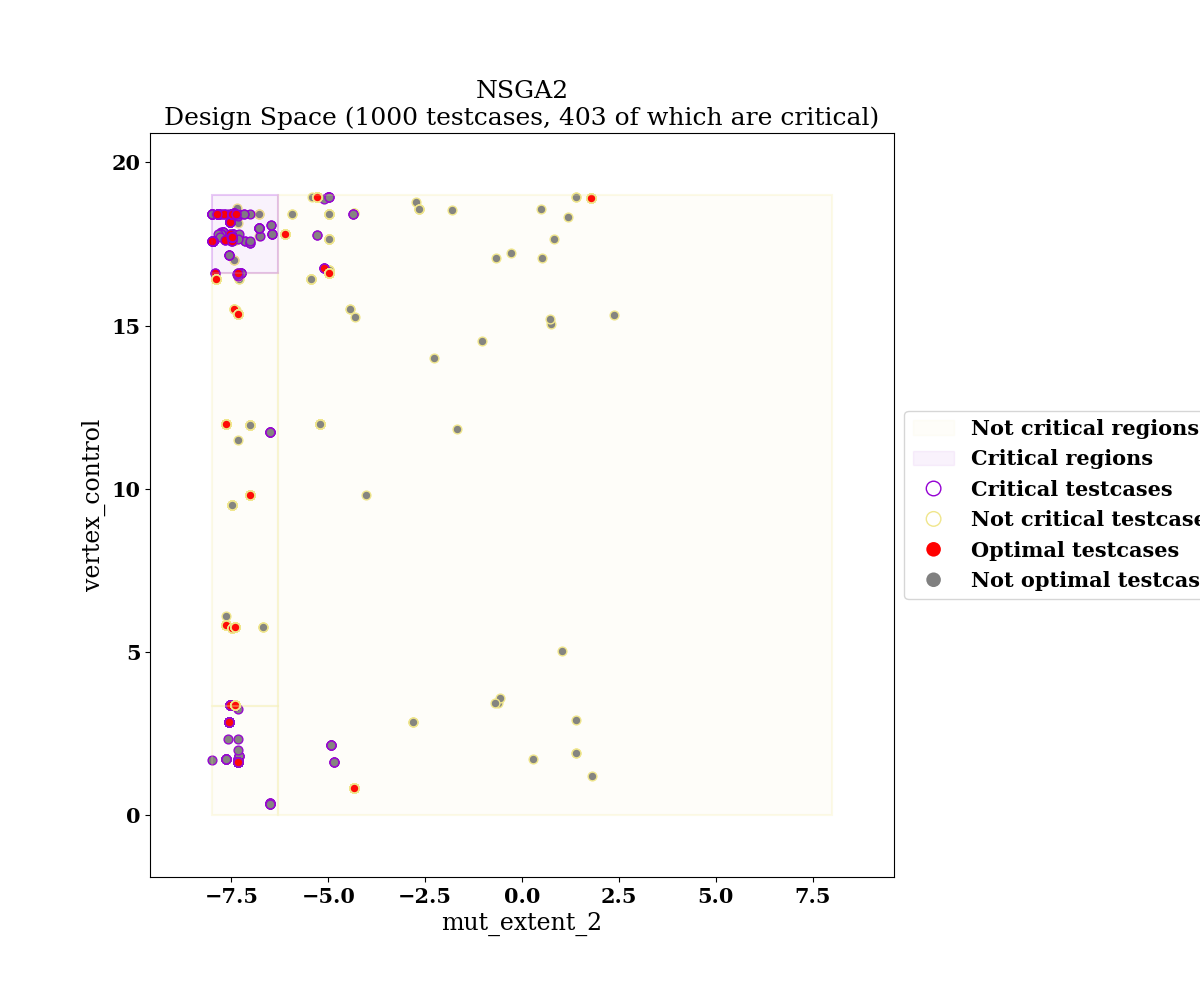 NSGA2
Design Space (1000 testcases, 403 of which are critical)
20
15
10
5
0
vertex_control
−7.5 −5.0 −2.5 0.0 2.5 5.0 7.5
mut_extent_2
Not critical regions
Critical regions
Critical testcases
Not critical testcase
Optimal testcases
Not optimal testcas